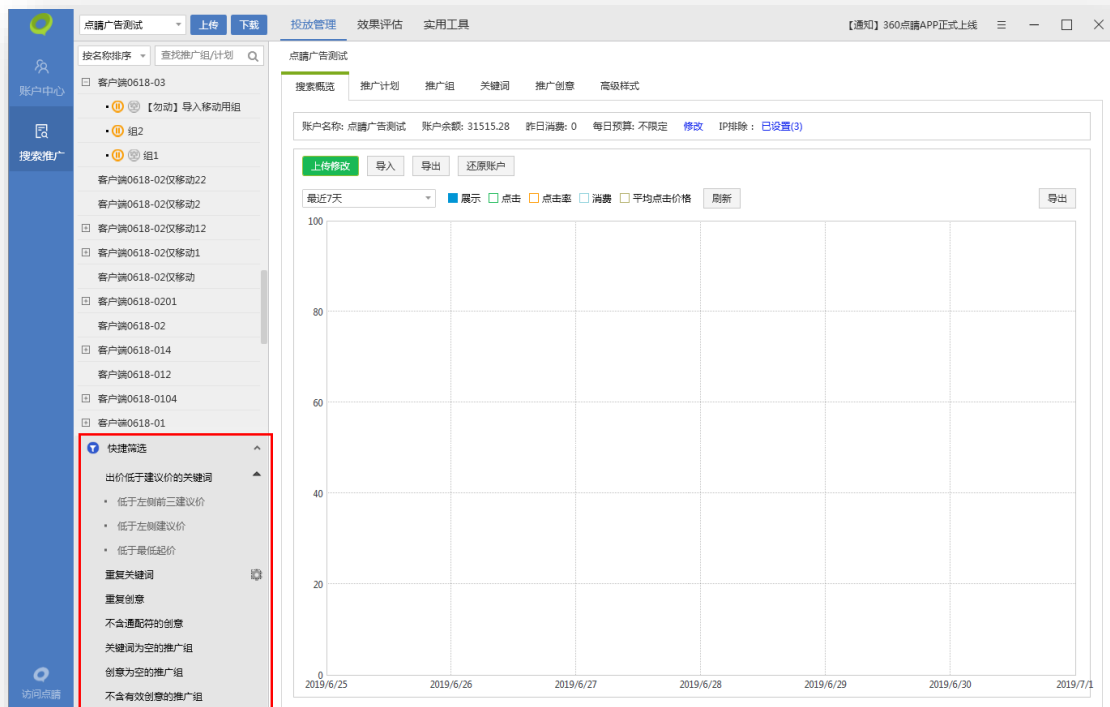 点睛广告测试 上传 下载 投放管理 效果评估 实用工具 【通知】360点睛APP正式上线
按名称排序 查找推广组/计划 点睛广告测试
账户中心
搜索推广
访问点睛
客户端0618-03
【勿动】导入移动用组
组2
组1
客户端0618-02仅移动22
客户端0618-02仅移动2
客户端0618-02仅移动12
客户端0618-02仅移动1
客户端0618-02仅移动
客户端0618-0201
客户端0618-02
客户端0618-014
客户端0618-012
客户端0618-0104
客户端0618-01
快捷筛选
出价低于建议价的关键词
低于左侧前三建议价
低于左侧建议价
低于最低起价
重复关键词
重复创意
不含通配符的创意
关键词为空的推广组
创意为空的推广组
不含有效创意的推广组
搜索概览 推广计划 推广组 关键词 推广创意 高级样式
账户名称: 点睛广告测试 账户余额: 31515.28 昨日消费: 0 每日预算: 不限定 修改 IP排除： 已设置(3)
上传修改 导入 导出 还原账户
最近7天 展示 点击 点击率 消费 平均点击价格 刷新 导出
100
80
60
40
20
0
2019/6/25 2019/6/26 2019/6/27 2019/6/28 2019/6/29 2019/6/30 2019/7/1